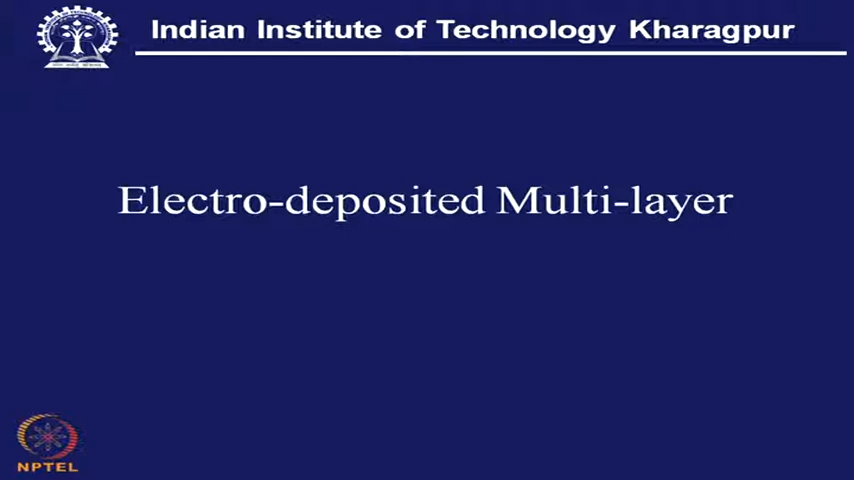 Indian Institute of Technology Kharagpur
Electro-deposited Multi-layer
NPTEL